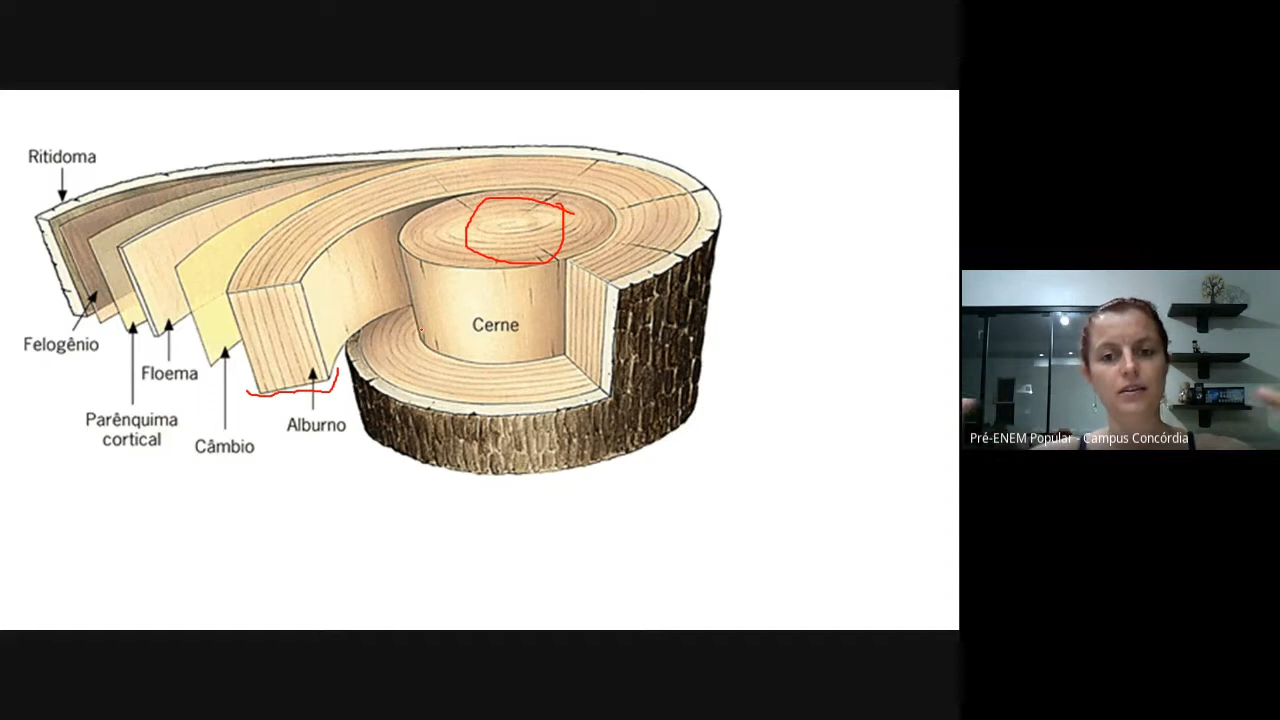 Ritidoma
Felogênio
Parênquima
cortical
Floema
Câmbio
Alburno
Cerne
Pré-ENEM Popular - Campus Concórdia